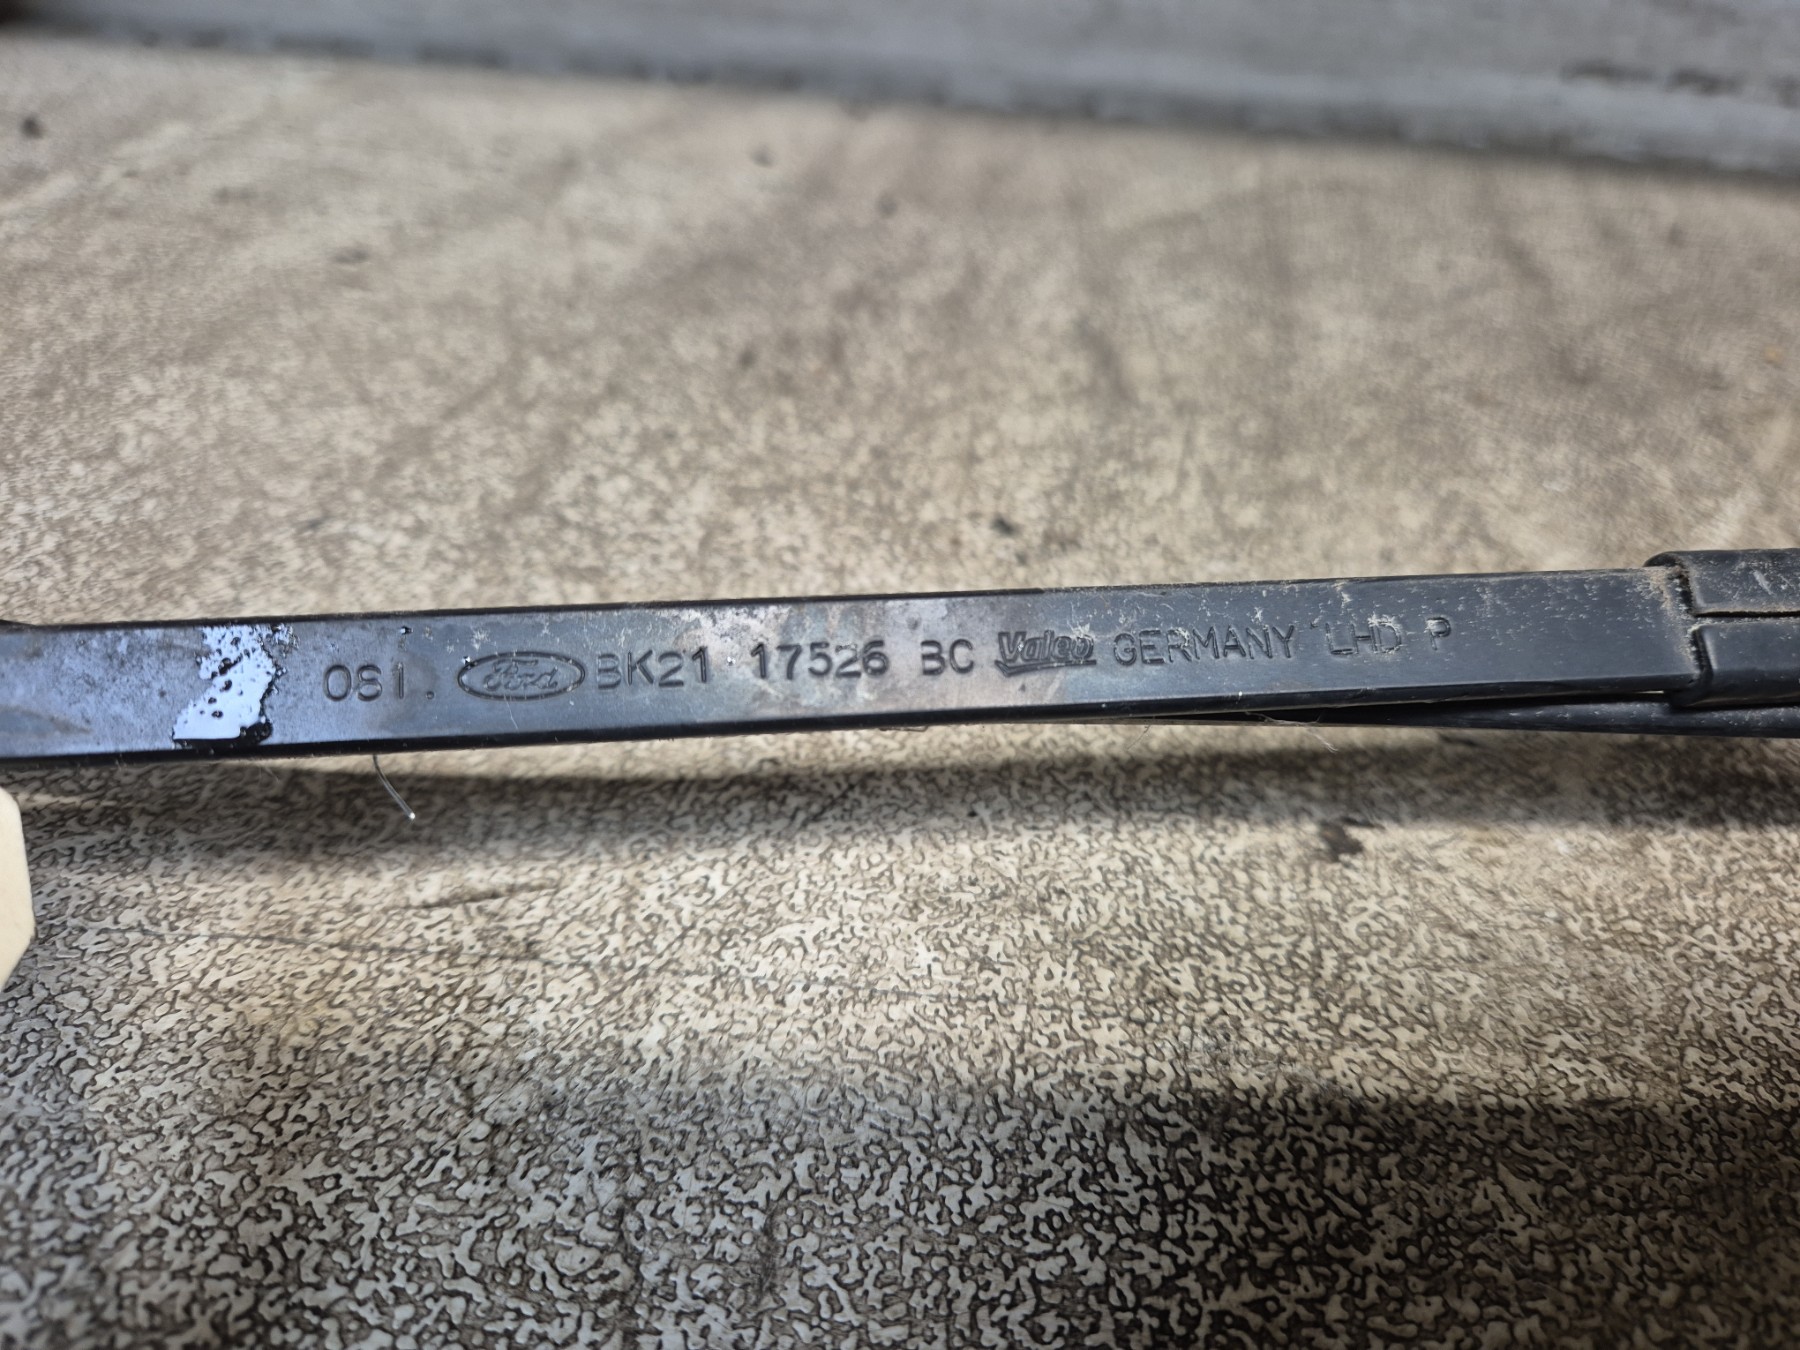 081. Ford BK21 17526 BC Valeo GERMANY LHD P